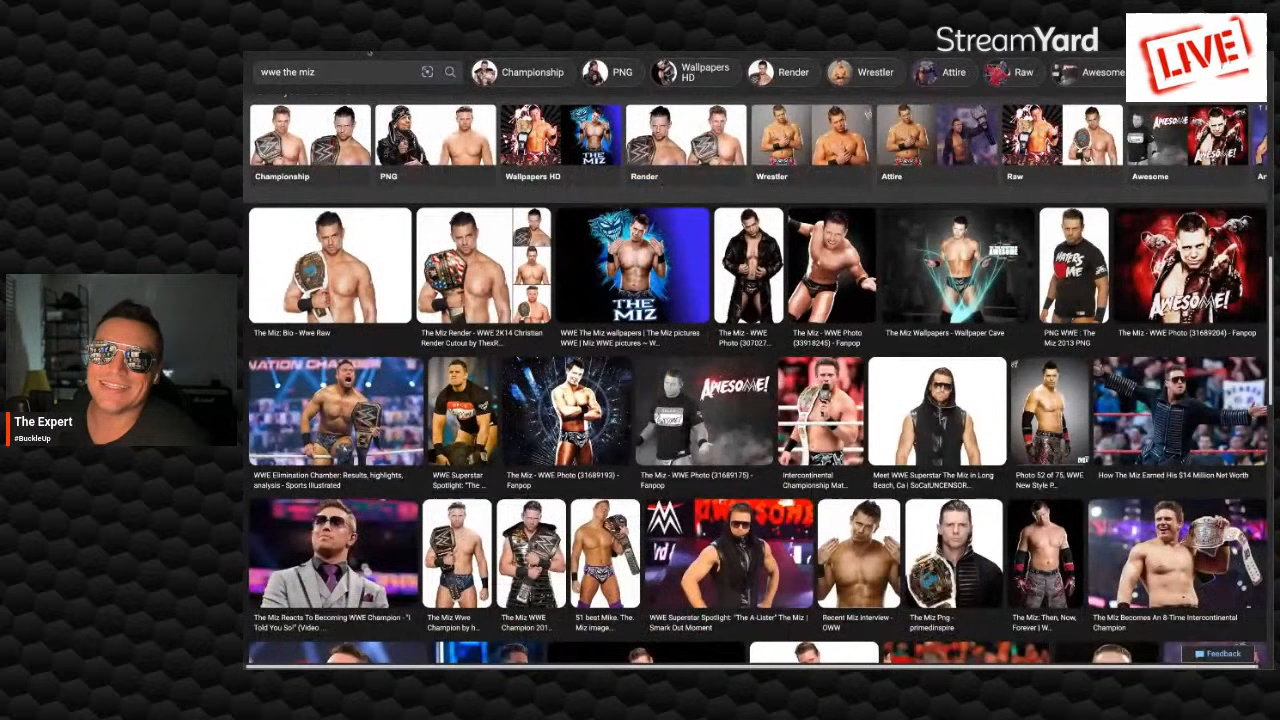 StreamYard
LIVE
wwe the miz
Championship
PNG
Wallpapers
HD
Render
Wrestler
Attire
Raw
Awesome
AWESOME!
THE
MIZ
Championship
PNG
Wallpapers HD
Render
Wrestler
Attire
Raw
Awesome
Ar
THE
MIZ
HATERS
ME
AWESOME!
The Miz: Bio - Wwe Raw
The Miz Render - WWE 2K14 Christian
Render Cutout by ThexR...
WWE The Miz wallpapers | The Miz pictures
WWE | Miz WWE pictures ~ W...
The Miz - WWE
Photo (307027...
The Miz - WWE Photo
(33918245) - Fanpop
The Miz Wallpapers - Wallpaper Cave
PNG WWE : The
Miz 2013 PNG
The Miz - WWE Photo (31689204) - Fanpop
NATION CHAM
AWESOME!
The Expert
#BuckleUp
WWE Elimination Chamber: Results, highlights,
analysis - Sports Illustrated
WWE Superstar
Spotlight: "The ...
The Miz - WWE Photo (31689193) -
Fanpop
The Miz - WWE Photo (31689175) -
Fanpop
Intercontinental
Championship Mat...
Meet WWE Superstar The Miz in Long
Beach, Ca | SoCalUNCENSOR...
Photo 52 of 75, WWE
New Style P...
How The Miz Earned His $14 Million Net Worth
The Miz Reacts To Becoming WWE Champion - "I
Told You So!" (Video ...
The Miz Wwe
Champion by h...
The Miz WWE
Champion 201...
51 best Mike. The.
Miz image...
WWE Superstar Spotlight: "The A-Lister" The Miz |
Smark Out Moment
Recent Miz interview -
OWW
The Miz Png -
primedinspire
The Miz: Then, Now,
Forever | W...
The Miz Becomes An 8-Time Intercontinental
Champion
Feedback